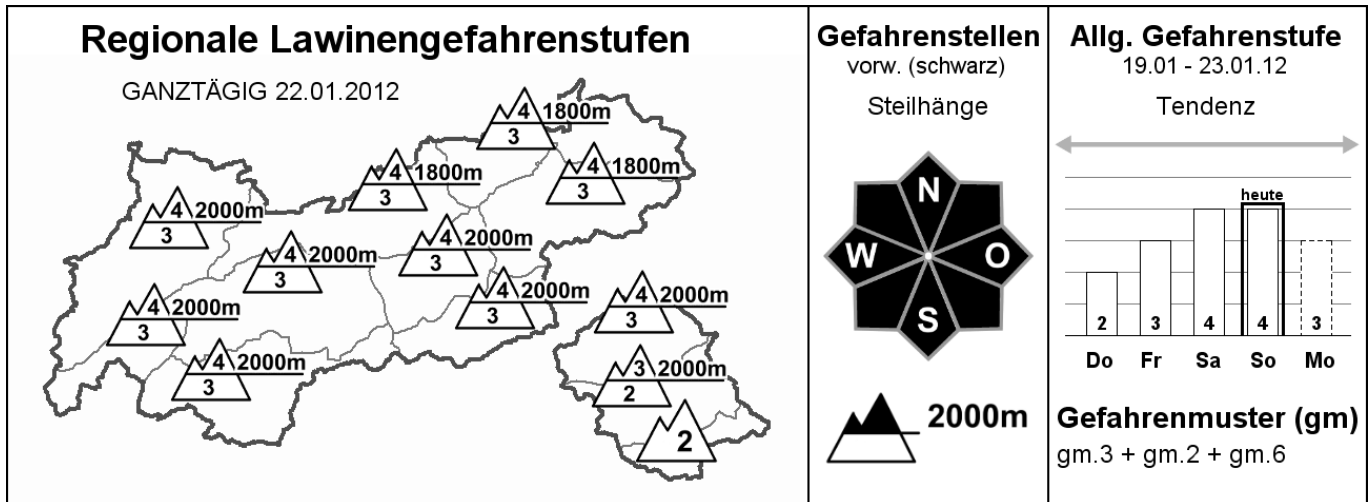 Regionale Lawinengefahrenstufen
GANZTÄGIG 22.01.2012
4 1800m
3
4 1800m
3
4 1800m
3
4 2000m
3
4 2000m
3
4 2000m
3
4 2000m
3
4 2000m
3
4 2000m
3
4 2000m
3
3 2000m
2
2
Gefahrenstellen
vorw. (schwarz)
Steilhänge
N
W O
S
2000m
Allg. Gefahrenstufe
19.01 - 23.01.12
Tendenz
heute
2 3 4 4 3
Do Fr Sa So Mo
Gefahrenmuster (gm)
gm.3 + gm.2 + gm.6